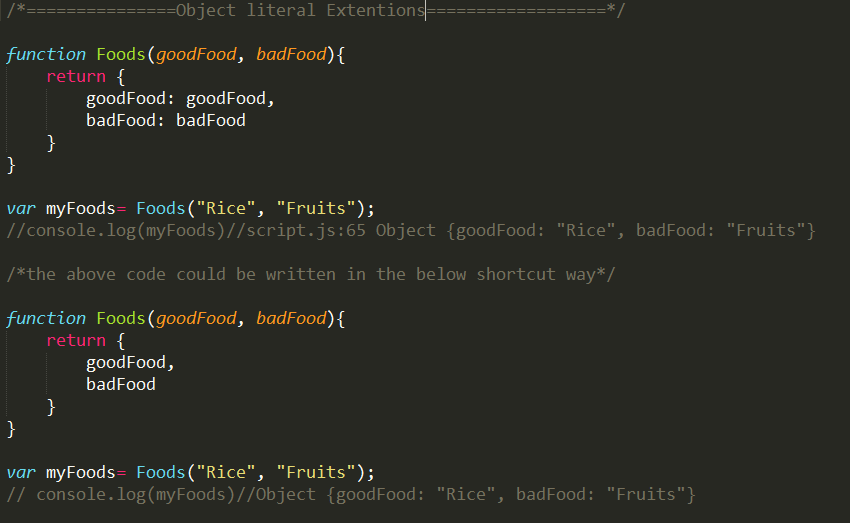 /*===============Object literal Extentions==================*/
function Foods(goodFood, badFood){
return {
goodFood: goodFood,
badFood: badFood
}
}
var myFoods= Foods("Rice", "Fruits");
//console.log(myFoods)//script.js:65 Object {goodFood: "Rice", badFood: "Fruits"}
/*the above code could be written in the below shortcut way*/
function Foods(goodFood, badFood){
return {
goodFood,
badFood
}
}
var myFoods= Foods("Rice", "Fruits");
// console.log(myFoods)//Object {goodFood: "Rice", badFood: "Fruits"}